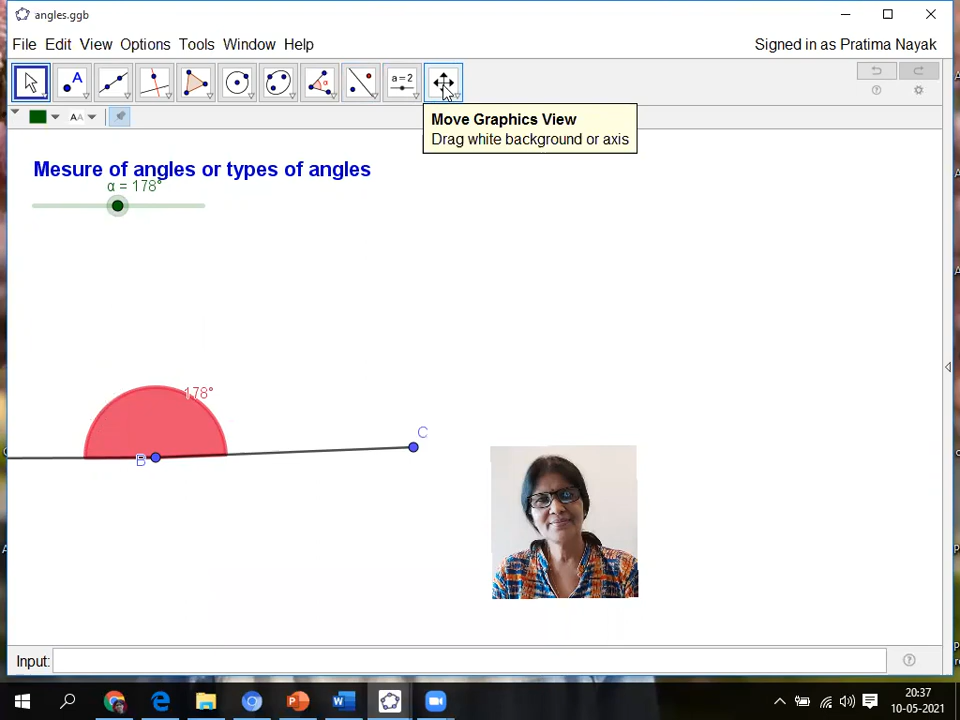 angles.ggb
File Edit View Options Tools Window Help
Signed in as Pratima Nayak
A
a=2
AA
Move Graphics View
Drag white background or axis
Mesure of angles or types of angles
α = 178°
178°
C
B
Input:
20:37
10-05-2021